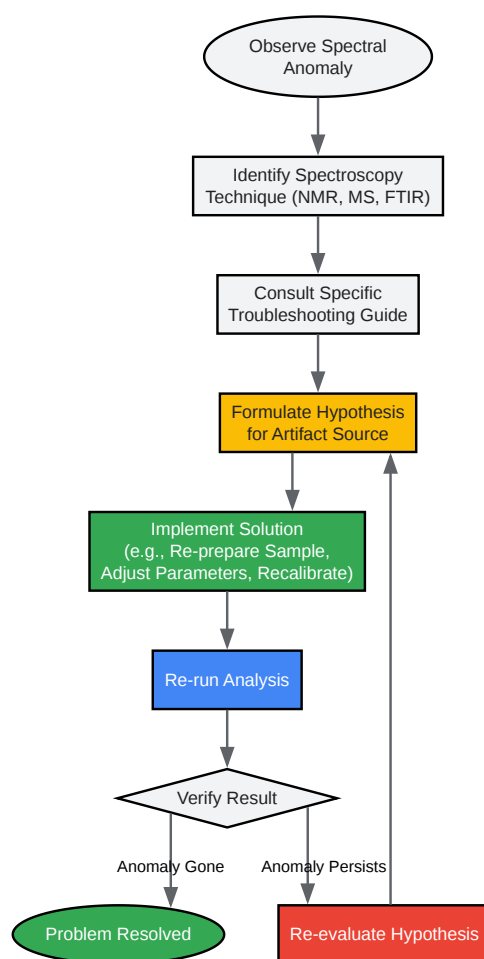 Observe Spectral
Anomaly
Identify Spectroscopy
Technique (NMR, MS, FTIR)
Consult Specific
Troubleshooting Guide
Formulate Hypothesis
for Artifact Source
Implement Solution
(e.g., Re-prepare Sample,
Adjust Parameters, Recalibrate)
Re-run Analysis
Verify Result
Anomaly Gone
Anomaly Persists
Problem Resolved
Re-evaluate Hypothesis